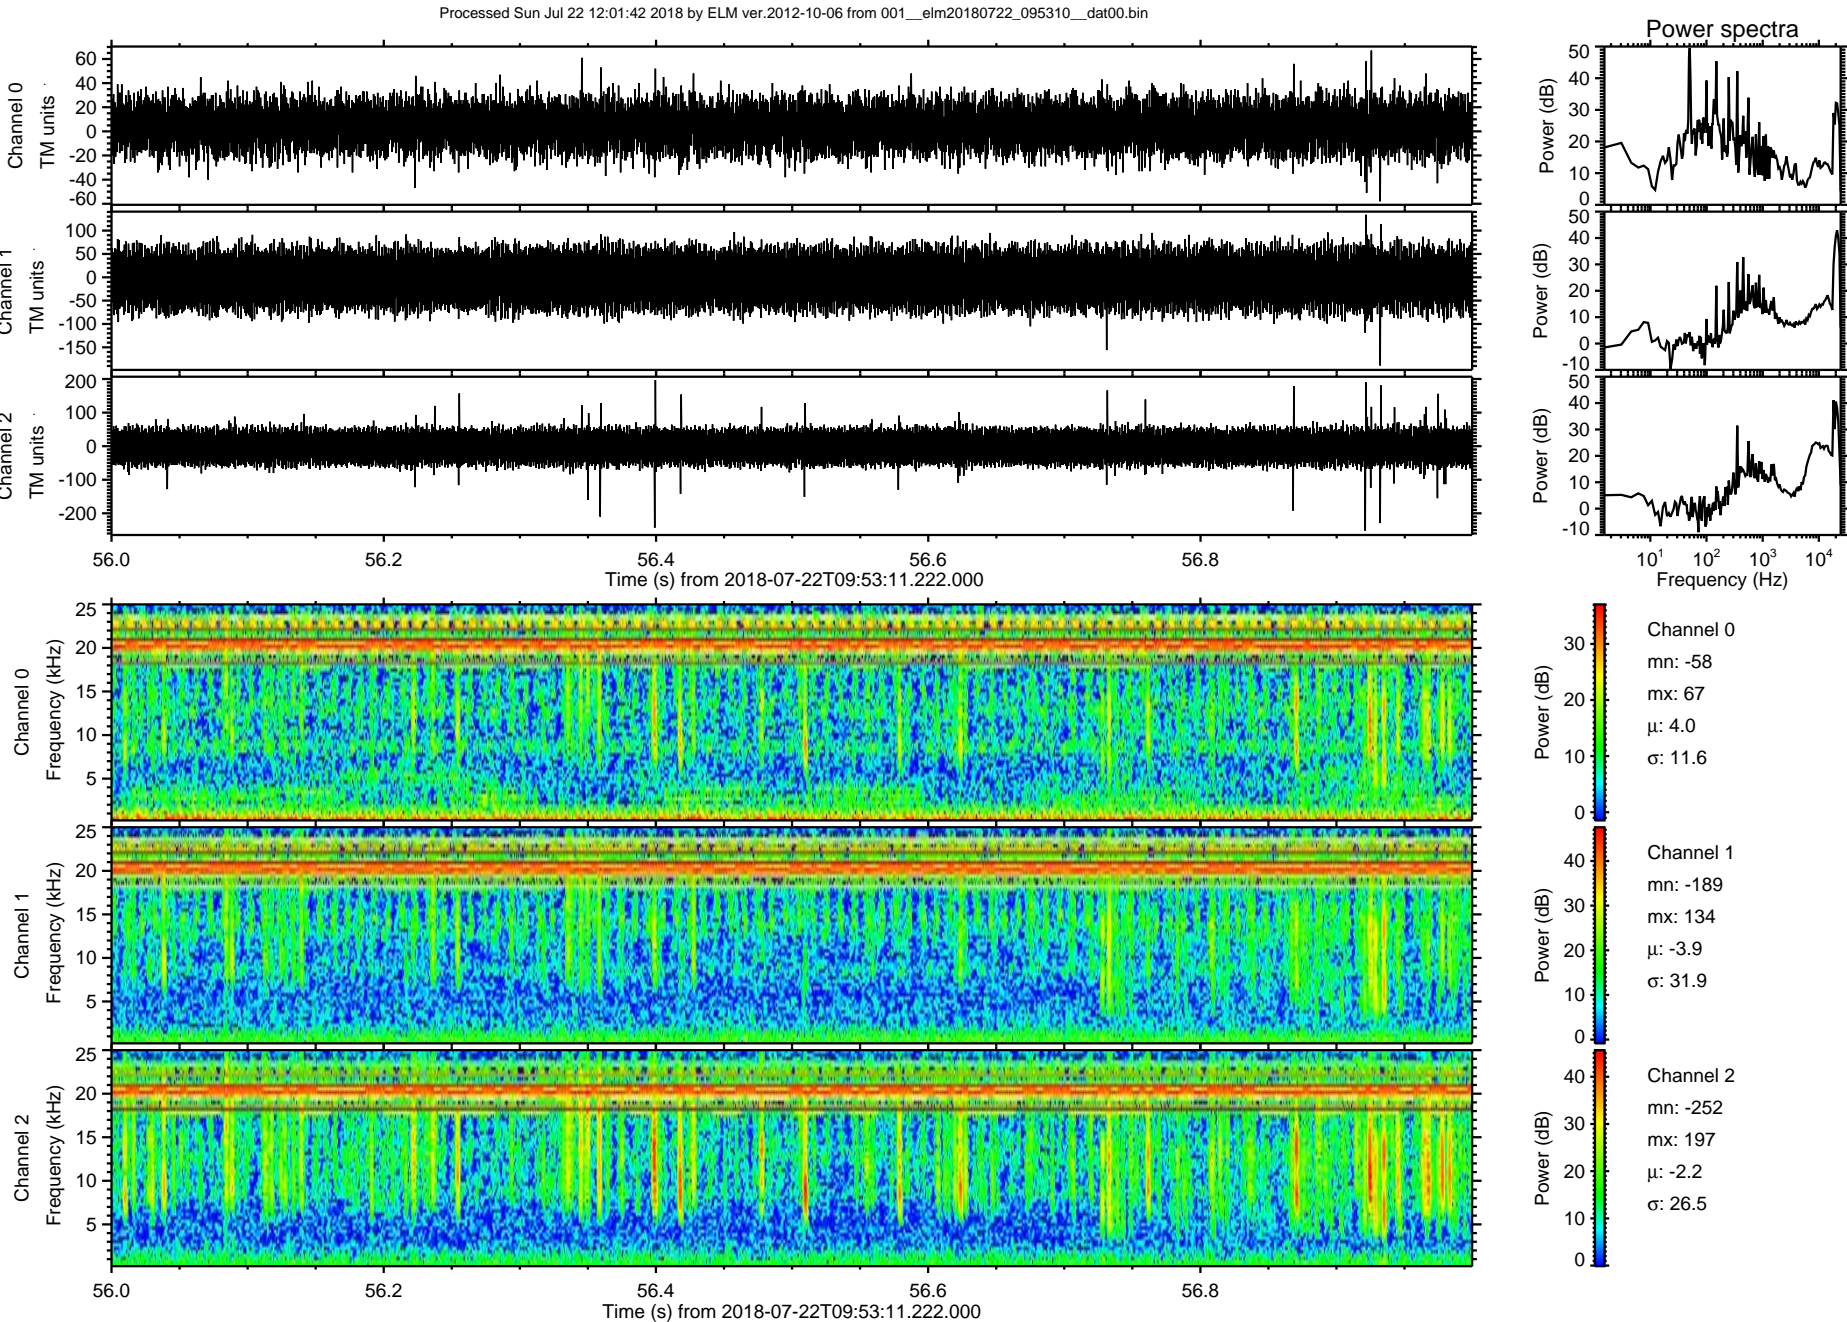 Processed Sun Jul 22 12:01:42 2018 by ELM ver.2012-10-06 from 001__elm20180722_095310__dat00.bin
Power spectra
Channel 0
TM units
60
40
20
0
-20
-40
-60
Power (dB)
50
40
30
20
10
0
Channel 1
TM units
100
50
0
-50
-100
-150
Power (dB)
50
40
30
20
10
0
-10
Channel 2
TM units
200
100
0
-100
-200
Power (dB)
50
40
30
20
10
0
-10
56.0 56.2 56.4 56.6 56.8
Time (s) from 2018-07-22T09:53:11.222.000
10^1 10^2 10^3 10^4
Frequency (Hz)
Channel 0
Frequency (kHz)
25
20
15
10
5
Power (dB)
30
20
10
0
Channel 0
mn: -58
mx: 67
μ: 4.0
σ: 11.6
Channel 1
Frequency (kHz)
25
20
15
10
5
Power (dB)
40
30
20
10
0
Channel 1
mn: -189
mx: 134
μ: -3.9
σ: 31.9
Channel 2
Frequency (kHz)
25
20
15
10
5
Power (dB)
40
30
20
10
0
Channel 2
mn: -252
mx: 197
μ: -2.2
σ: 26.5
56.0 56.2 56.4 56.6 56.8
Time (s) from 2018-07-22T09:53:11.222.000